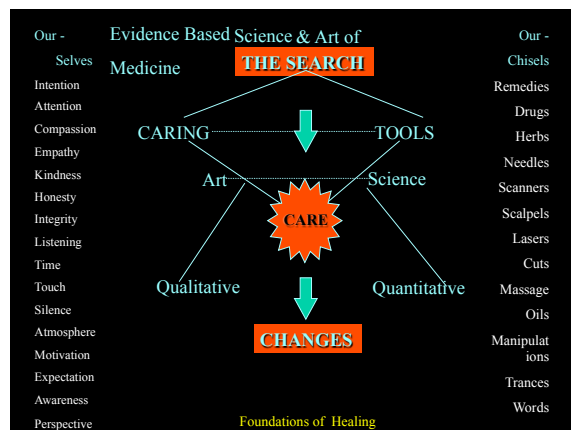 Our -
Selves
Intention
Attention
Compassion
Empathy
Kindness
Honesty
Integrity
Listening
Time
Touch
Silence
Atmosphere
Motivation
Expectation
Awareness
Perspective
Evidence Based Science & Art of
Medicine
THE SEARCH
CARING
TOOLS
Art
Science
CARE
Qualitative
Quantitative
CHANGES
Foundations of Healing
Our -
Chisels
Remedies
Drugs
Herbs
Needles
Scanners
Scalpels
Lasers
Cuts
Massage
Oils
Manipulat
ions
Trances
Words